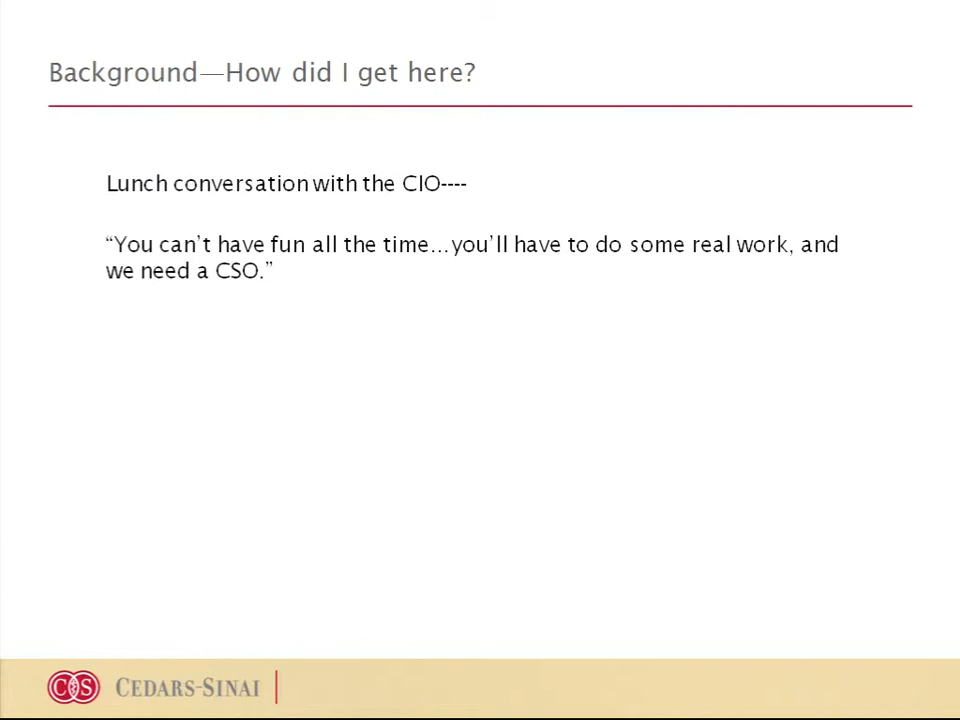 Background—How did I get here?
Lunch conversation with the CIO----
“You can’t have fun all the time…you’ll have to do some real work, and
we need a CSO.”
CS CEDARS-SINAI